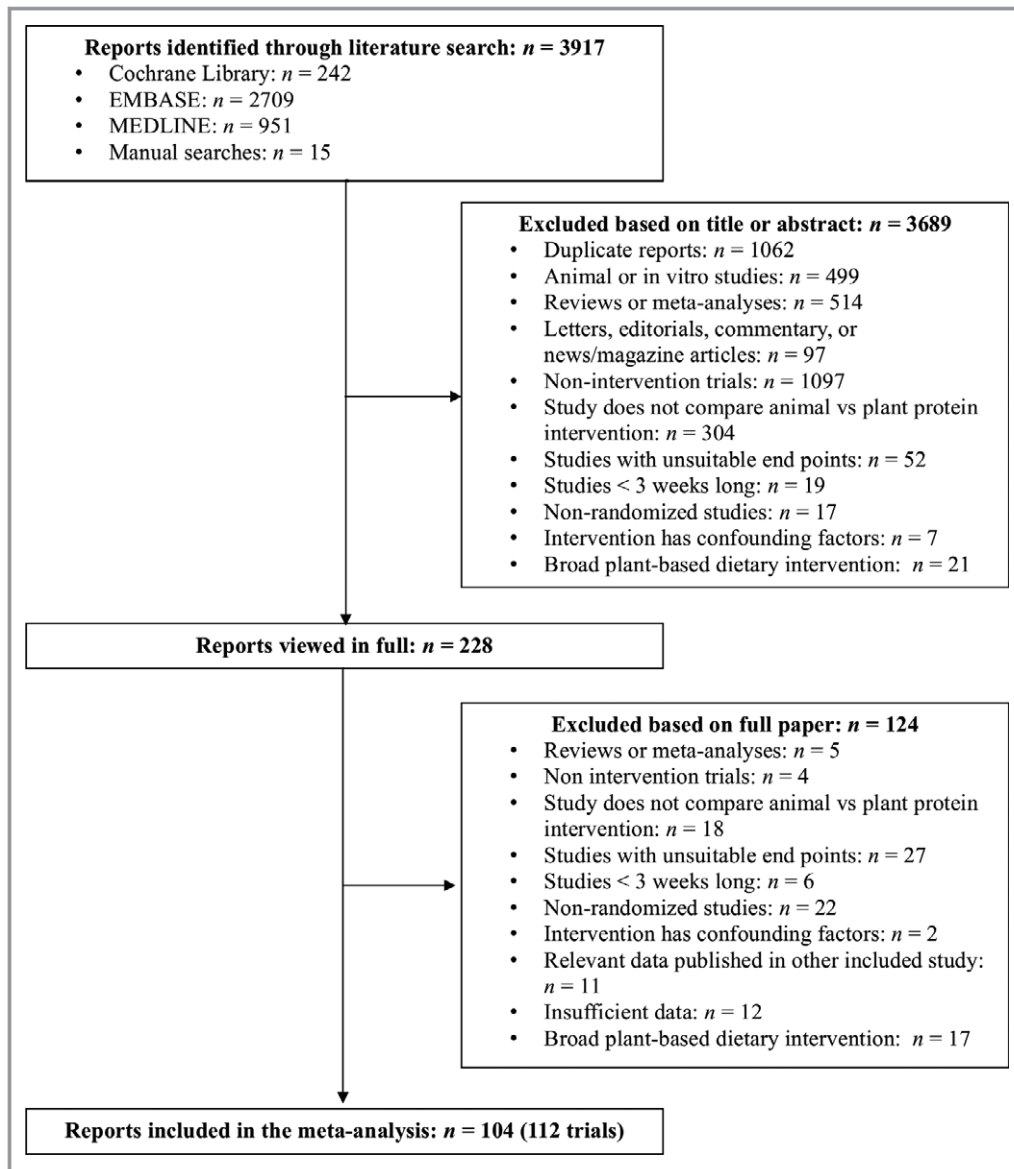 Reports identified through literature search: n = 3917
• Cochrane Library: n = 242
• EMBASE: n = 2709
• MEDLINE: n = 951
• Manual searches: n = 15
Excluded based on title or abstract: n = 3689
• Duplicate reports: n = 1062
• Animal or in vitro studies: n = 499
• Reviews or meta-analyses: n = 514
• Letters, editorials, commentary, or
news/magazine articles: n = 97
• Non-intervention trials: n = 1097
• Study does not compare animal vs plant protein
intervention: n = 304
• Studies with unsuitable end points: n = 52
• Studies < 3 weeks long: n = 19
• Non-randomized studies: n = 17
• Intervention has confounding factors: n = 7
• Broad plant-based dietary intervention: n = 21
Reports viewed in full: n = 228
Excluded based on full paper: n = 124
• Reviews or meta-analyses: n = 5
• Non intervention trials: n = 4
• Study does not compare animal vs plant protein
intervention: n = 18
• Studies with unsuitable end points: n = 27
• Studies < 3 weeks long: n = 6
• Non-randomized studies: n = 22
• Intervention has confounding factors: n = 2
• Relevant data published in other included study:
n = 11
• Insufficient data: n = 12
• Broad plant-based dietary intervention: n = 17
Reports included in the meta-analysis: n = 104 (112 trials)